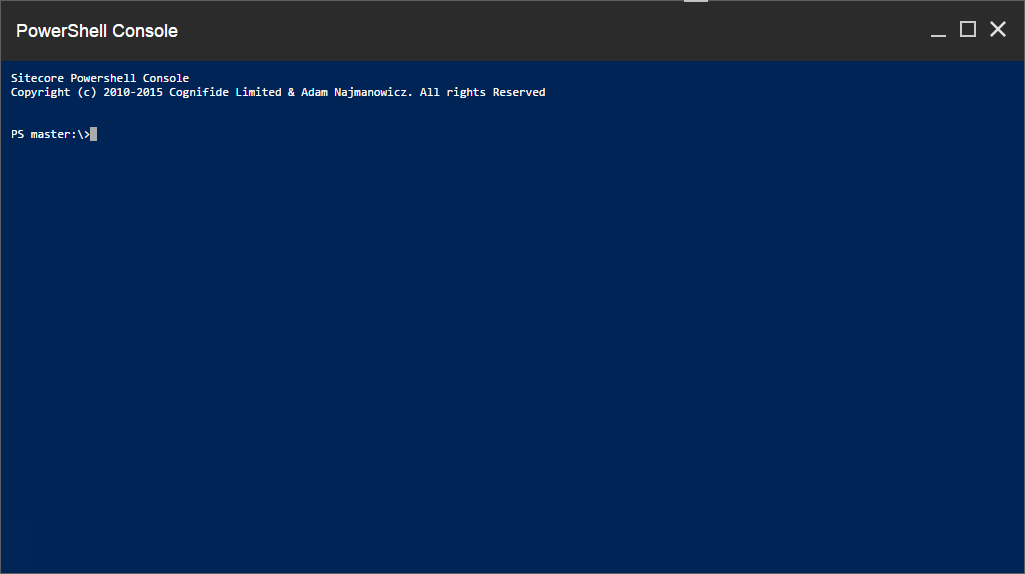 PowerShell Console
Sitecore Powershell Console
Copyright (c) 2010-2015 Cognifide Limited & Adam Najmanowicz. All rights Reserved
PS master:\>